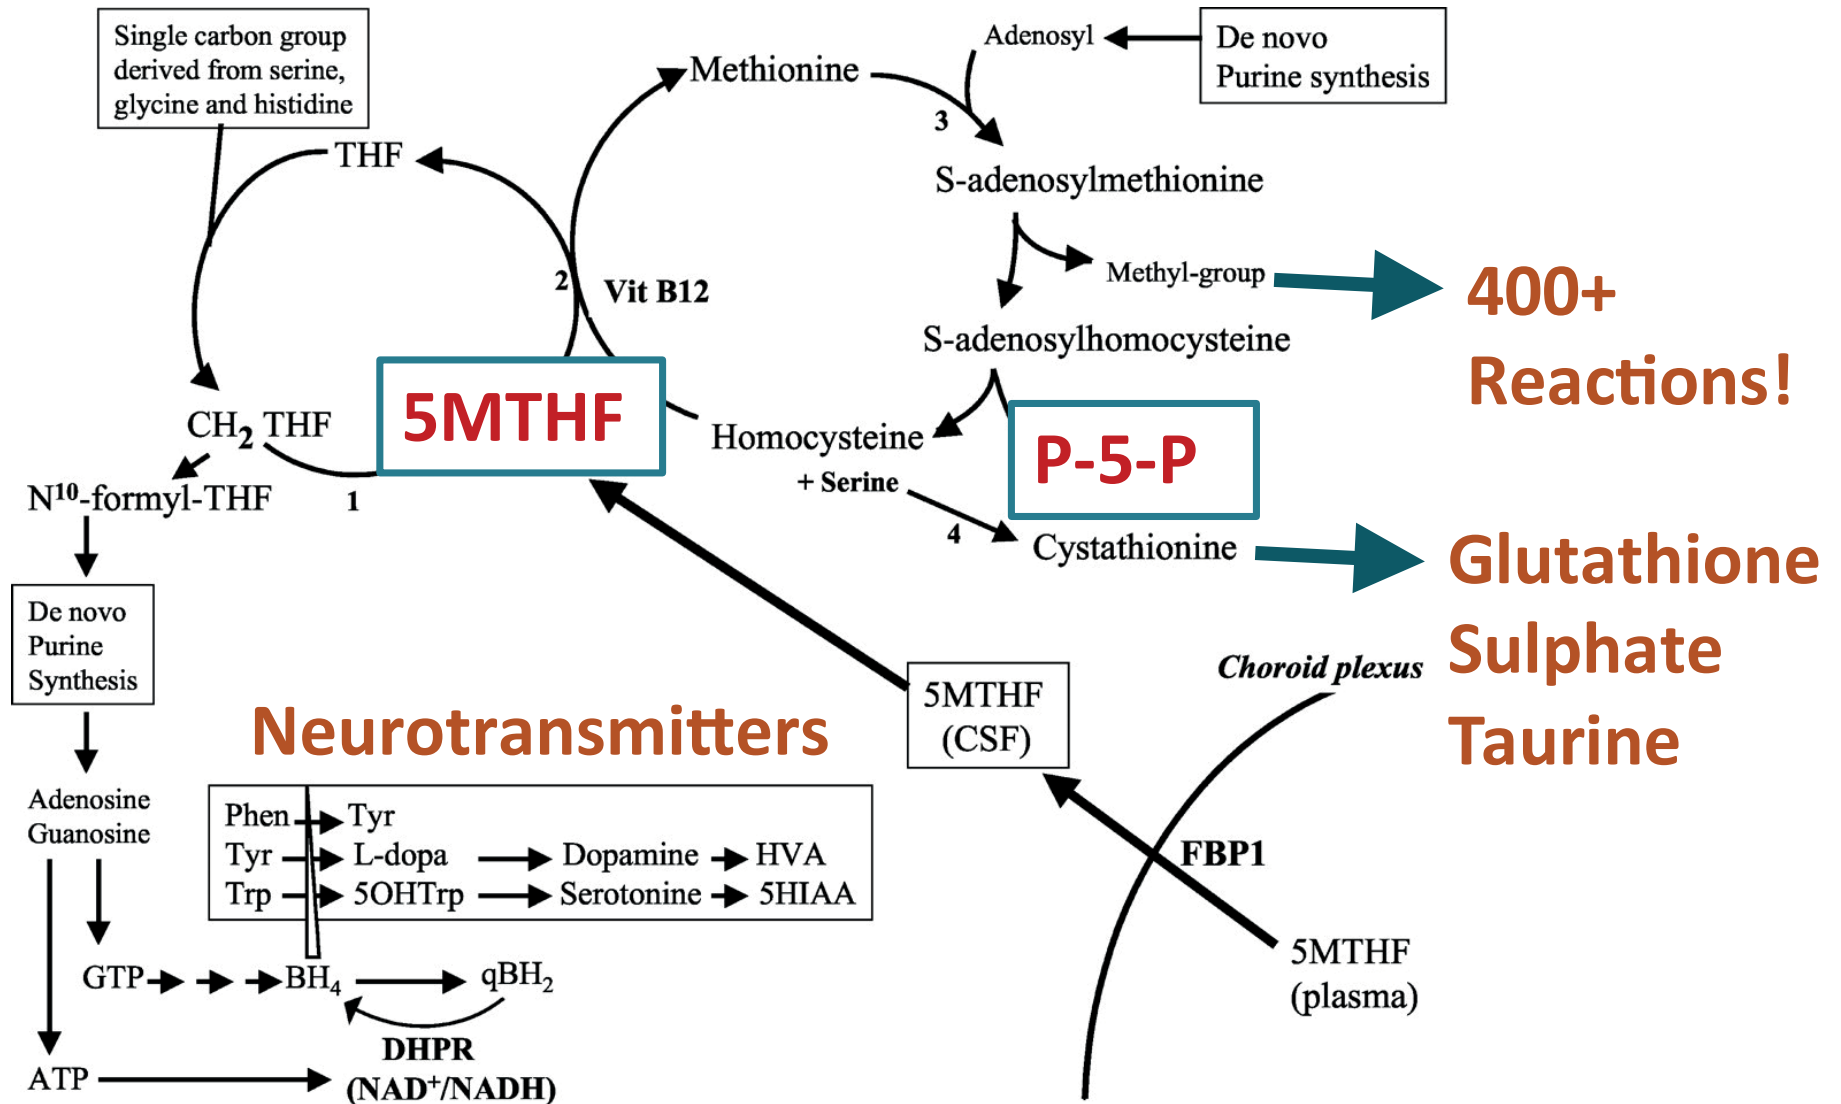 Single carbon group
derived from serine,
glycine and histidine
Adenosyl
De novo
Purine synthesis
Methionine
3
THF
S-adenosylmethionine
2
Vit B12
Methyl-group
400+
Reactions!
S-adenosylhomocysteine
5MTHF
CH₂ THF
Homocysteine
+ Serine
P-5-P
N¹⁰-formyl-THF
1
4
Cystathionine
Glutathione
Sulphate
Taurine
De novo
Purine
Synthesis
Choroid plexus
5MTHF
(CSF)
Neurotransmitters
Adenosine
Guanosine
Phen Tyr
Tyr L-dopa Dopamine HVA
Trp 5OHTrp Serotonine 5HIAA
FBP1
5MTHF
(plasma)
GTP BH₄ qBH₂
DHPR
ATP (NAD⁺/NADH)